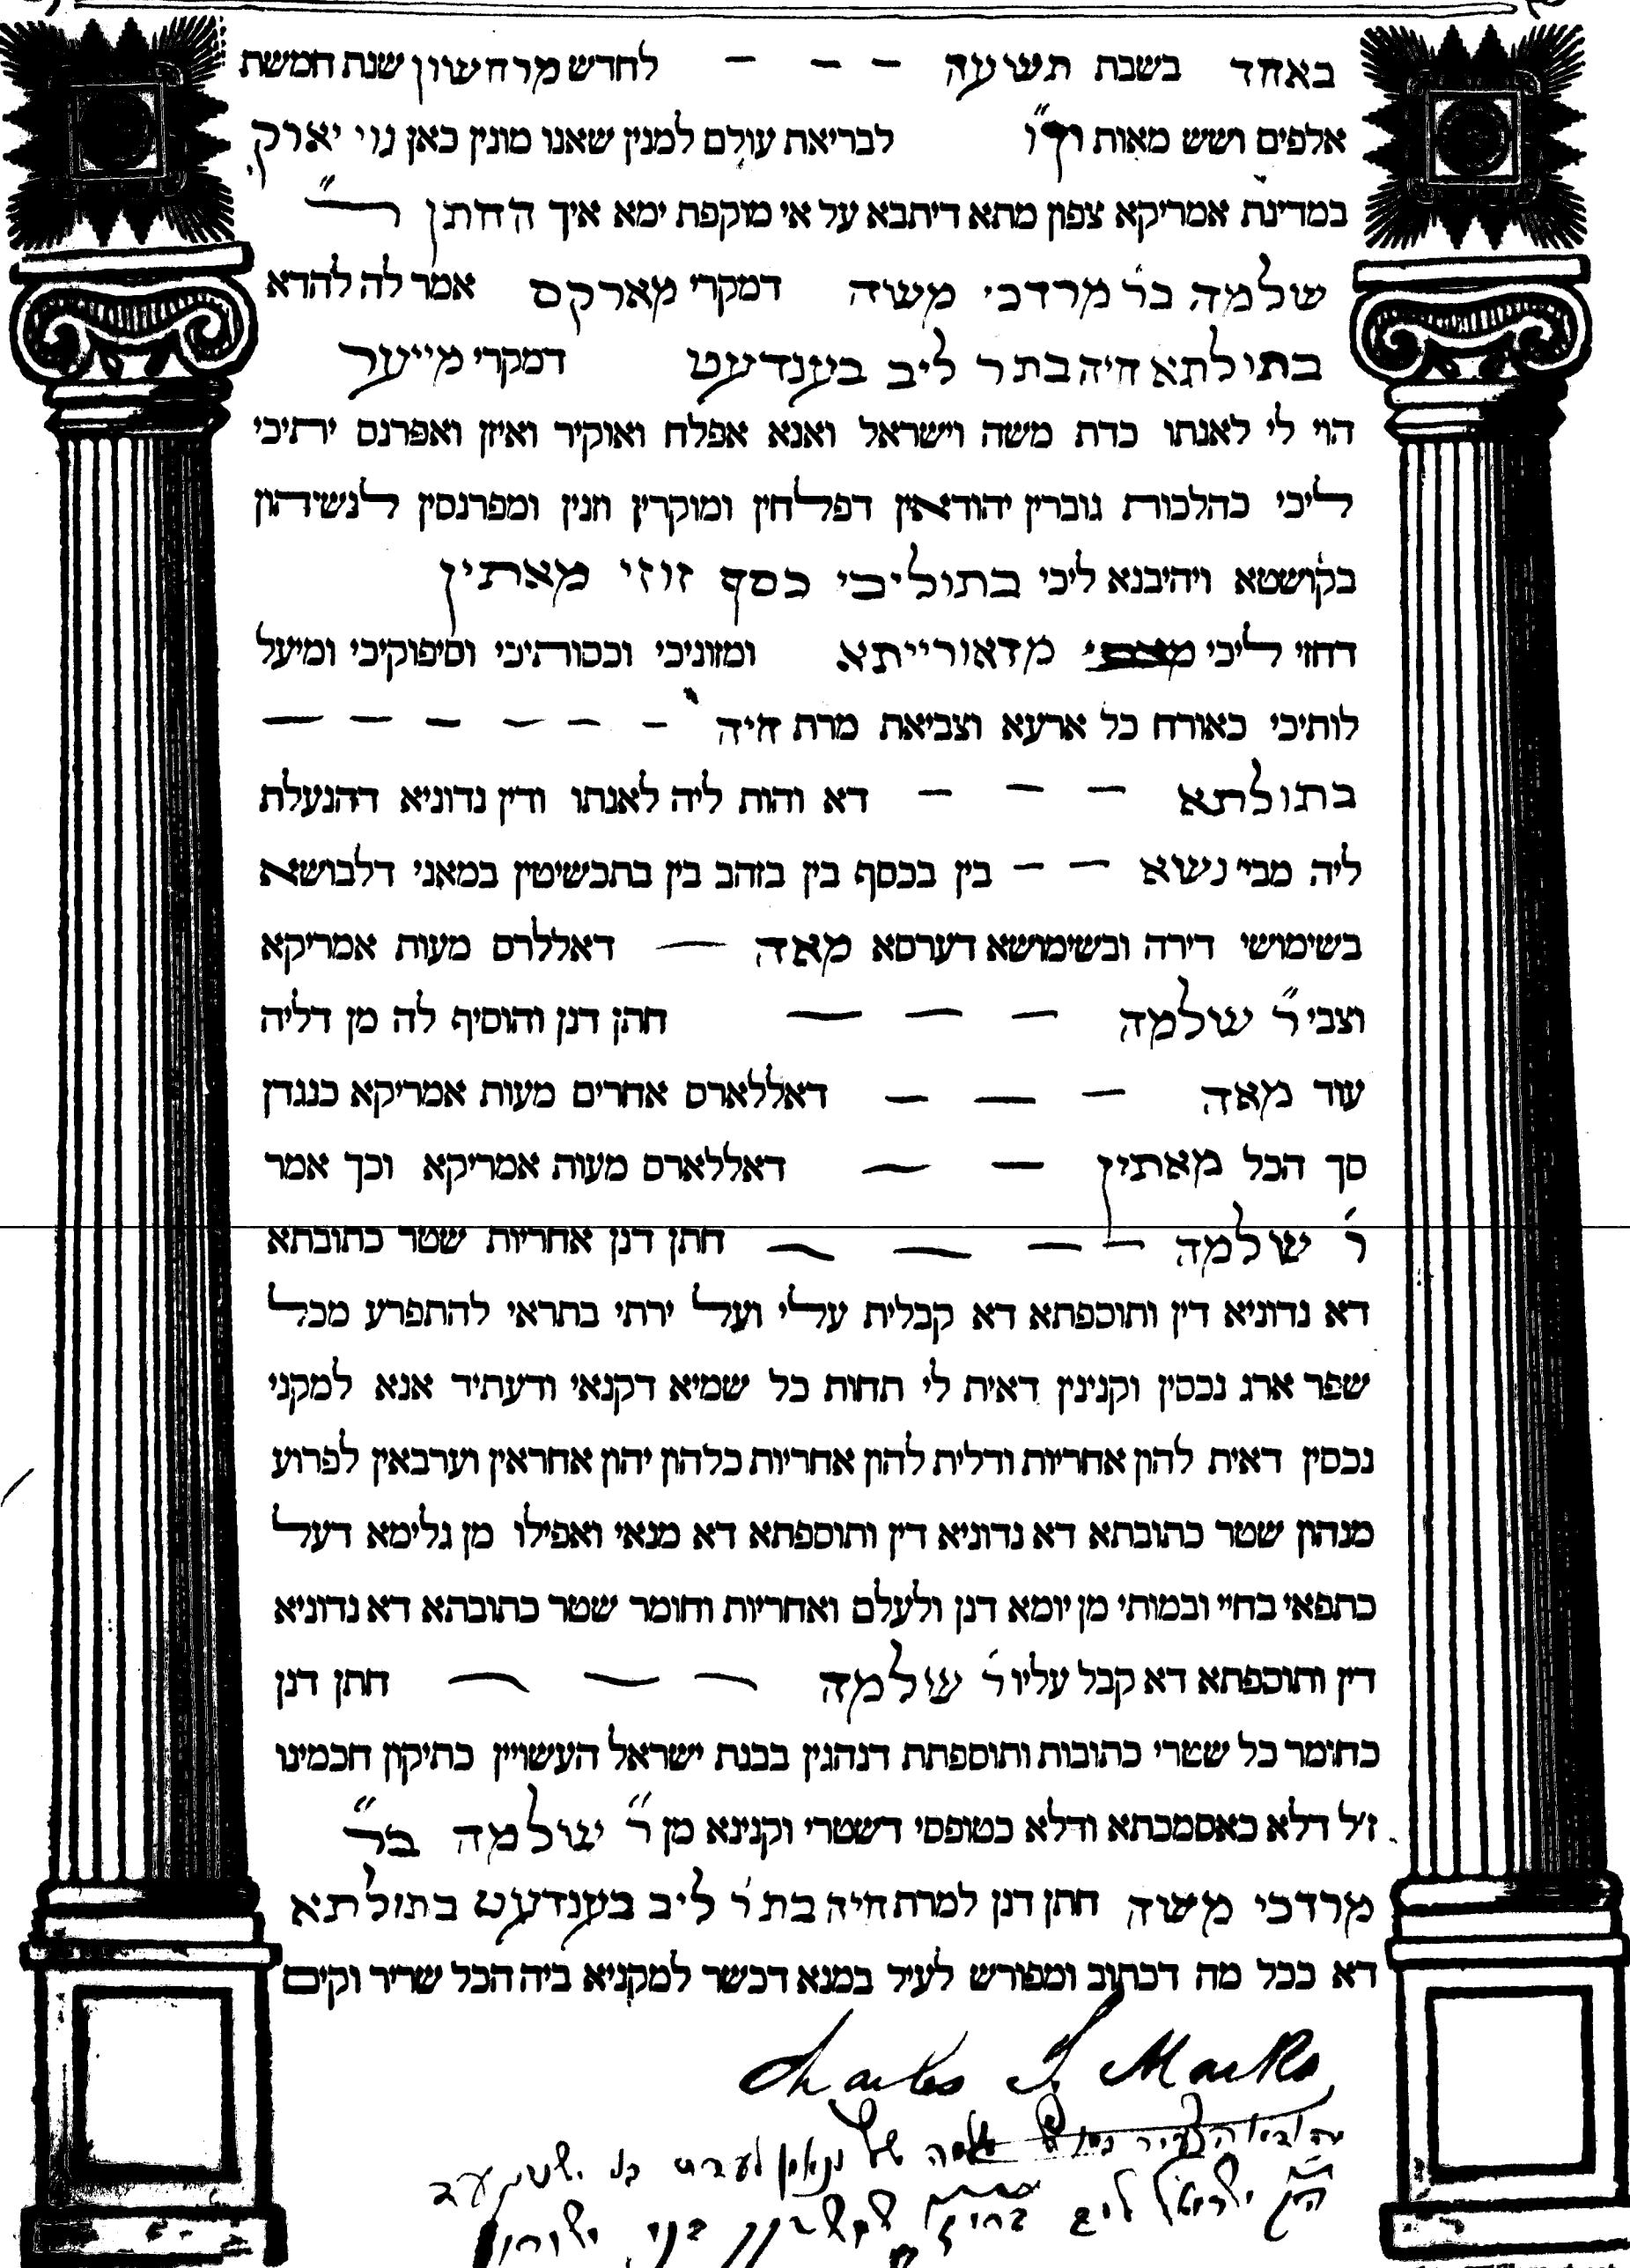 באחד בשבת תשעה – – – לחדש מרחשון שנת חמשת
אלפים ושש מאות וד״ו לבריאת עולם למנין שאנו מונין כאן נוי יארק
במדינת אמריקא צפון מתא דיתבא על אי מוקפת ימא איך החתן ר״
שלמה בר מרדכי משה דמקרי מארקס אמר לה להדא
בתולתא חיה בת ר ליב בענדעט דמקרי מייער
הוי לי לאנתו כדת משה וישראל ואנא אפלח ואוקיר ואיזן ואפרנס יתיכי
ליכי כהלכות גוברין יהודאין דפלחין ומוקרין וזנין ומפרנסין לנשיהון
בקושטא ויהיבנא ליכי בתוליכי כסף זוזי מאתין
דחזי ליכי מדאורייתא ומזוניכי וכסותיכי וסיפוקיכי ומיעל
לותיכי כאורח כל ארעא וצביאת מרת חיה – – – – – –
בתולתא – – – דא והות ליה לאנתו ודין נדוניא דהנעלת
ליה מבי נשא – – בין בכסף בין בזהב בין בתכשיטין במאני דלבושא
בשימושי דירה ובשימושא דערסא מאה – דאללרס מעות אמריקא
וצבי ר״ שלמה – – – חתן דנן והוסיף לה מן דליה
עוד מאה – – – דאללארס אחרים מעות אמריקא כנגדן
סך הכל מאתין – – דאללארס מעות אמריקא וכך אמר
ר׳ שלמה – – – – חתן דנן אחריות שטר כתובתא
דא נדוניא דין ותוכפתא דא קבלית עלי ועל ירתי בתראי להתפרע מכל
שפר ארג נכסין וקנינין דאית לי תחות כל שמיא דקנאי ודעתיד אנא למקני
נכסין דאית להון אחריות ודלית להון אחריות כלהון יהון אחראין וערבאין לפרוע
מנהון שטר כתובתא דא נדוניא דין ותוספתא דא מנאי ואפילו מן גלימא דעל
כתפאי בחיי ובמותי מן יומא דנן ולעלם ואחריות וחומר שטר כתובתא דא נדוניא
דין ותוכפתא דא קבל עליו ר׳ שלמה – – – חתן דנן
כחומר כל שטרי כתובות ותוספתת דנהגין בבנת ישראל העשויין כתיקון חכמינו
ז״ל דלא כאסמכתא ודלא כטופסי דשטרי וקנינא מן ר״ שלמה בר״
מרדכי משה חתן דנן למרת חיה בת ר׳ ליב בענדעט בתולתא
דא בכל מה דכתוב ומפורש לעיל במנא דכשר למקניא ביה הכל שריר וקים
Charles S. Marks